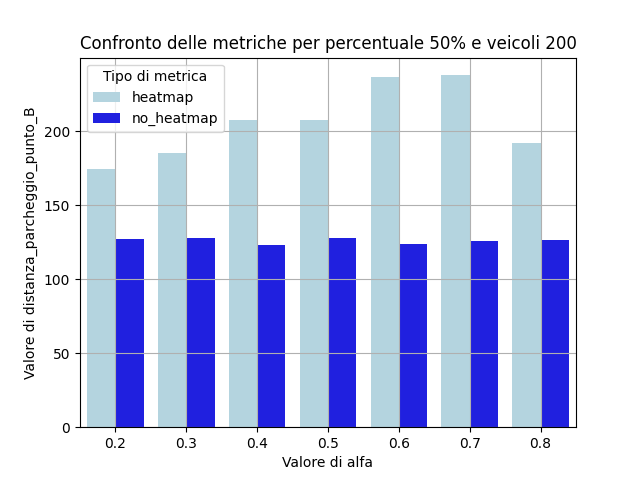 Confronto delle metriche per percentuale 50% e veicoli 200
Tipo di metrica
heatmap
no_heatmap
Valore di distanza_parcheggio_punto_B
200
150
100
50
0
0.2 0.3 0.4 0.5 0.6 0.7 0.8
Valore di alfa